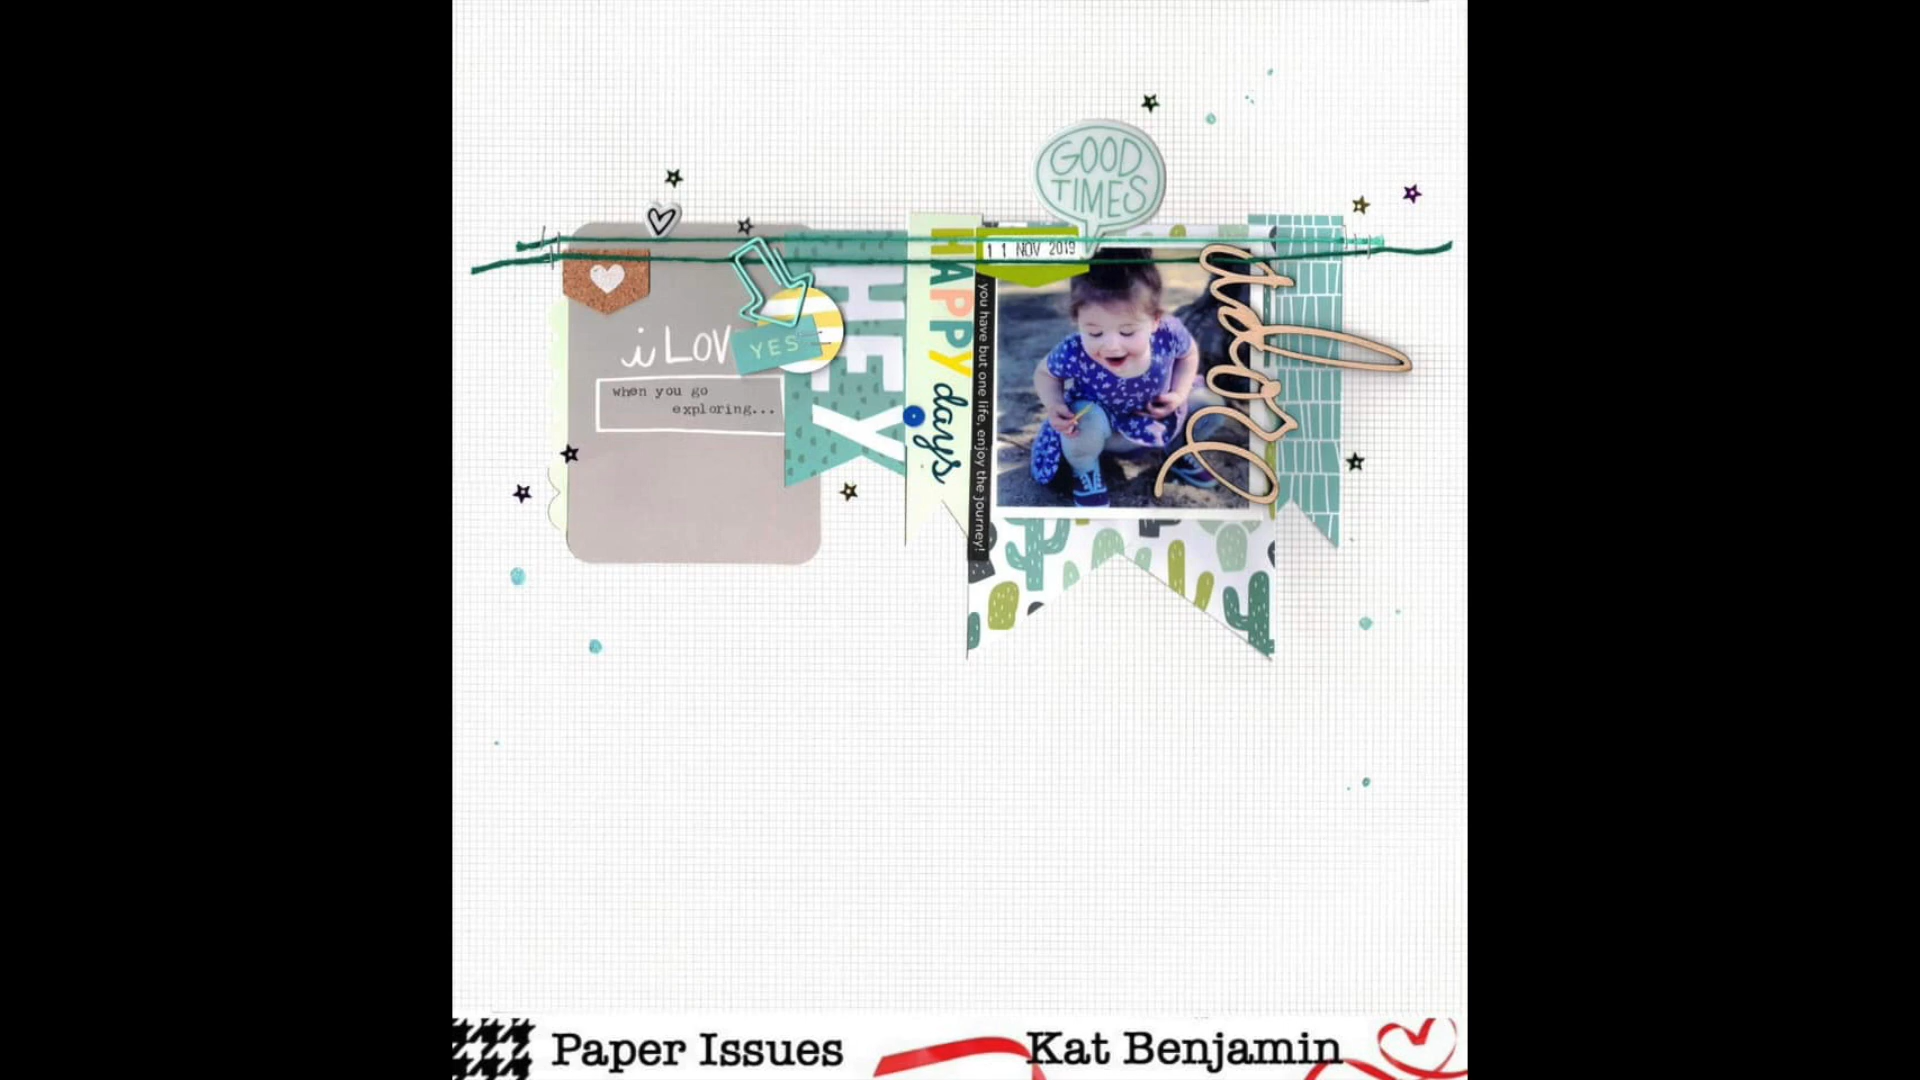 GOOD
TIMES
11 NOV 2019
i LOV
YES
when you go
exploring...
HEY
HAPPY
days
you have but one life, enjoy the journey!
adore
Paper Issues
Kat Benjamin